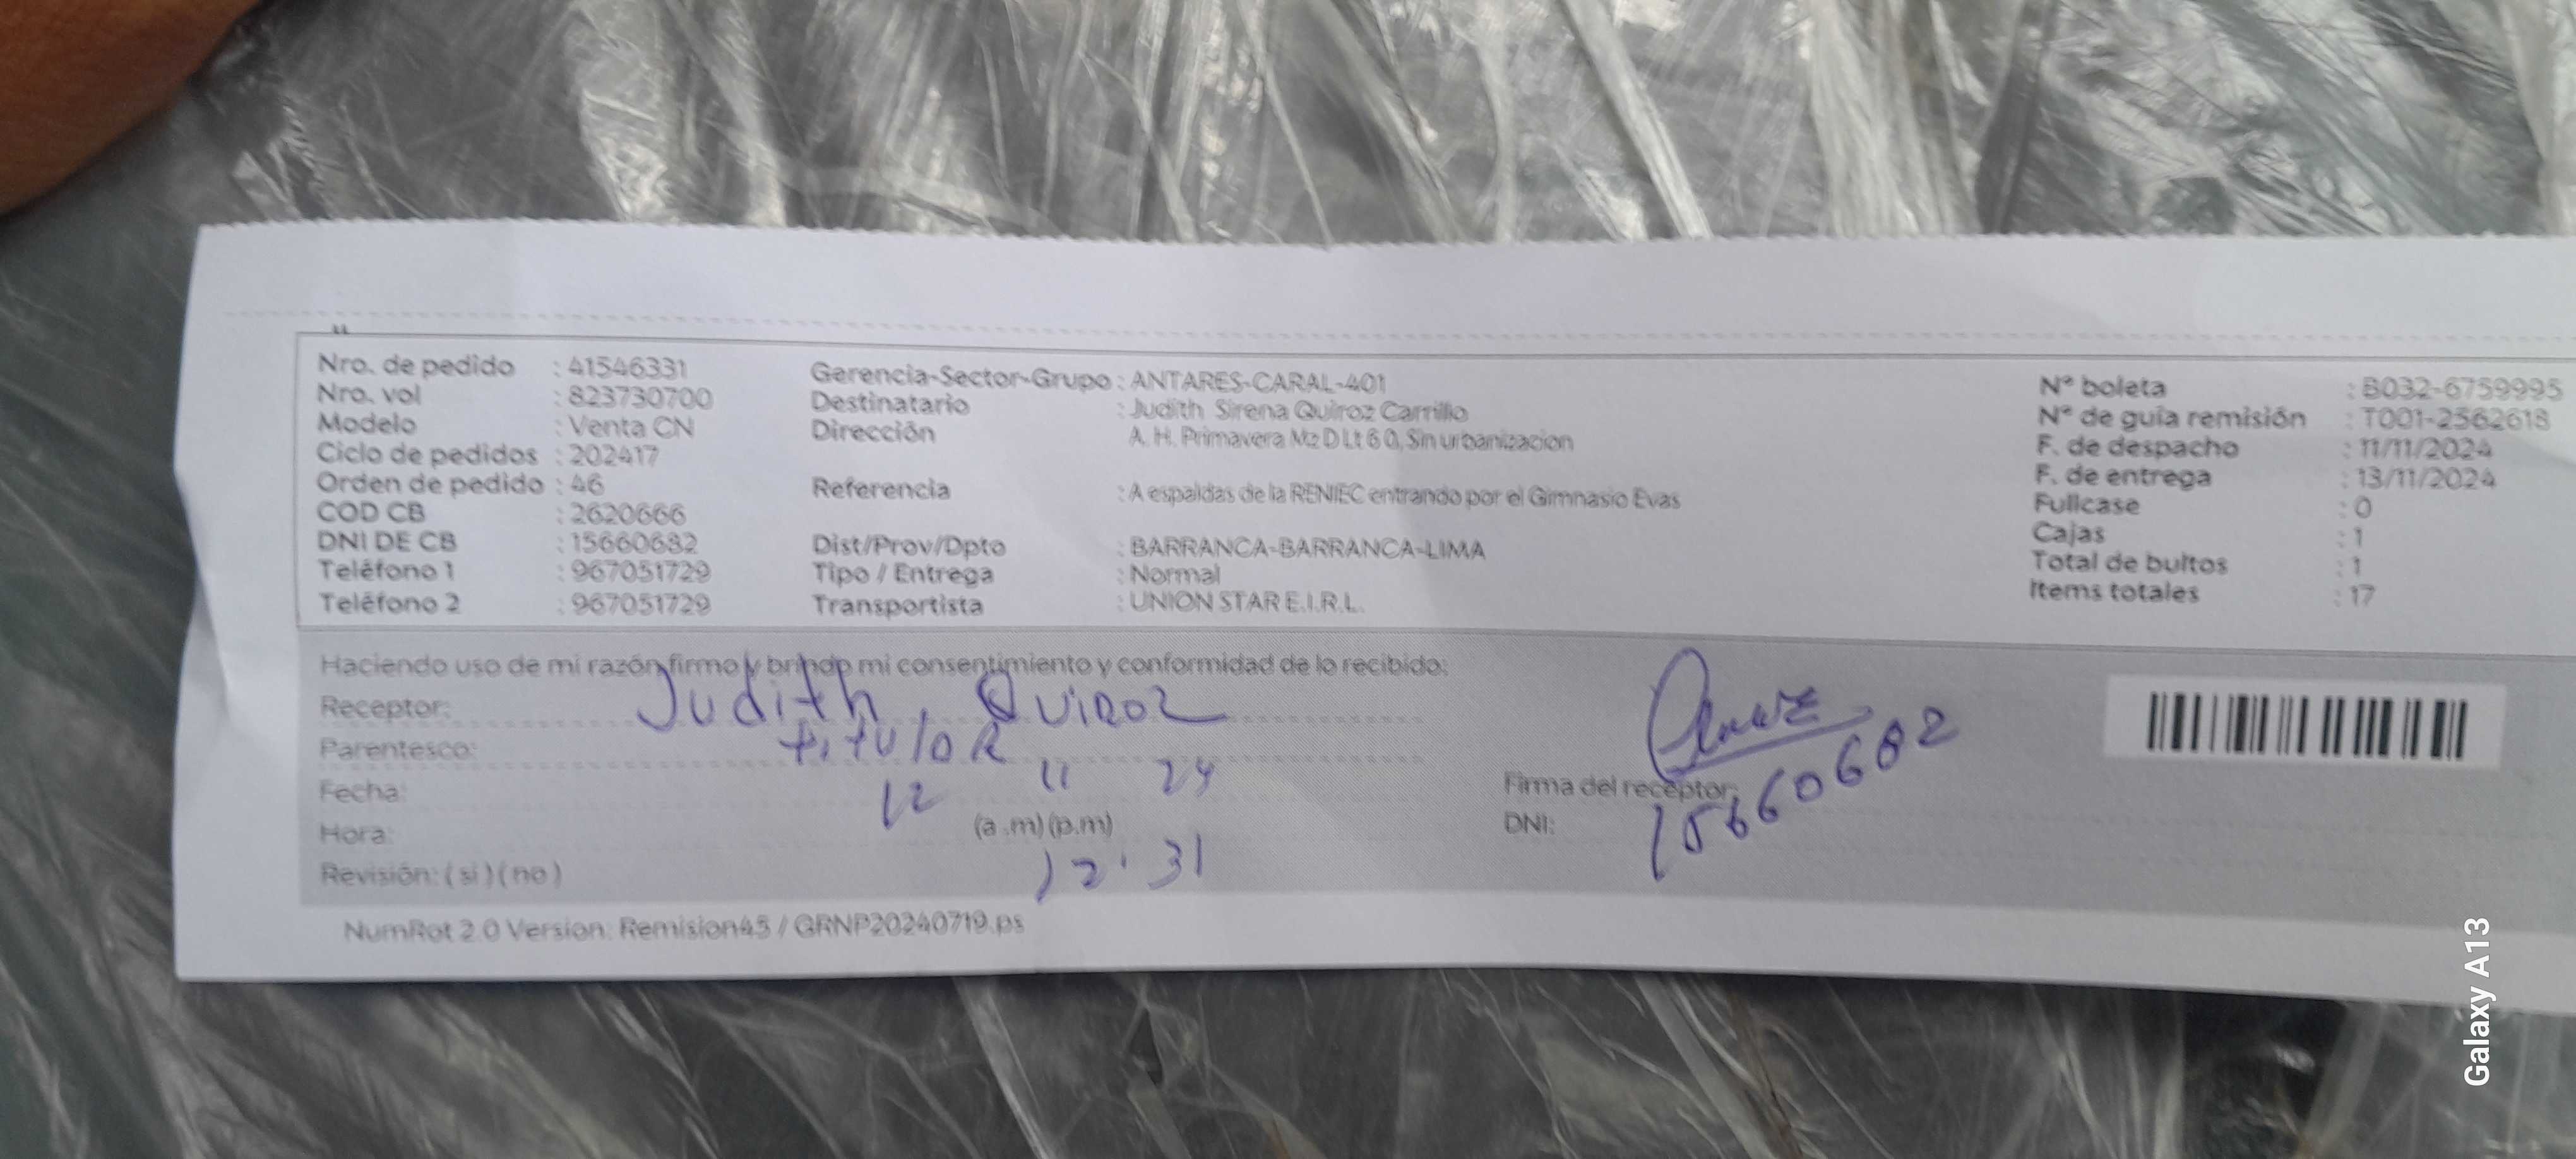 Nro. de pedido : 41546331
Nro. vol : 823730700
Modelo : Venta CN
Ciclo de pedidos : 202417
Orden de pedido : 46
COD CB : 2620666
DNI DE CB : 15660682
Teléfono 1 : 967051729
Teléfono 2 : 967051729
Gerencia-Sector-Grupo : ANTARES-CARAL-401
Destinatario : Judith Sirena Quiroz Carrillo
Dirección : A. H. Primavera Mz D Lt 6 0, Sin urbanizacion
Referencia : A espaldas de la RENIEC entrando por el Gimnasio Evas
Dist/Prov/Dpto : BARRANCA-BARRANCA-LIMA
Tipo / Entrega : Normal
Transportista : UNION STAR E.I.R.L.
Nº boleta : B032-6759995
Nº de guía remisión : T001-2562618
F. de despacho : 11/11/2024
F. de entrega : 13/11/2024
Fullcase : 0
Cajas : 1
Total de bultos : 1
Items totales : 17
Haciendo uso de mi razón firmo y brindo mi consentimiento y conformidad de lo recibido:
Receptor: Judith Quiroz
Parentesco: titular
Fecha: 12 11 24
Hora: (a .m) (p.m)
12:31
Revisión: ( si ) ( no )
Firma del receptor:
DNI: 15660682
NumRot 2.0 Version: Remision45 / GRNP20240719.ps
Galaxy A13